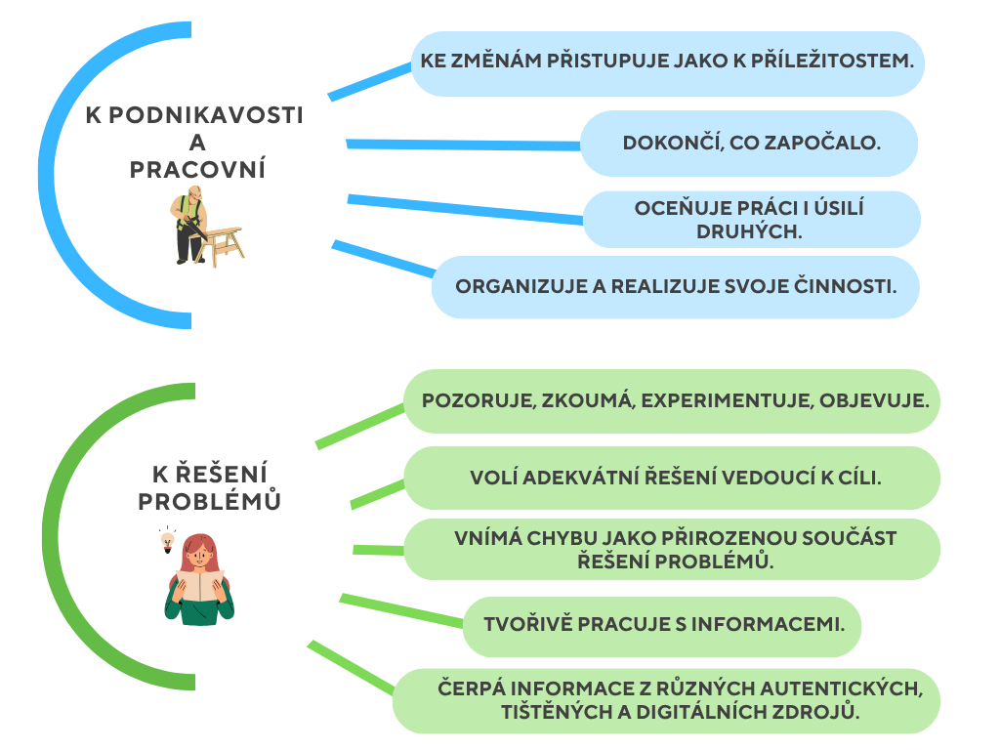 K PODNIKAVOSTI
A
PRACOVNÍ
KE ZMĚNÁM PŘISTUPUJE JAKO K PŘÍLEŽITOSTEM.
DOKONČÍ, CO ZAPOČALO.
OCEŇUJE PRÁCI I ÚSILÍ
DRUHÝCH.
ORGANIZUJE A REALIZUJE SVOJE ČINNOSTI.
K ŘEŠENÍ
PROBLÉMŮ
POZORUJE, ZKOUMÁ, EXPERIMENTUJE, OBJEVUJE.
VOLÍ ADEKVÁTNÍ ŘEŠENÍ VEDOUCÍ K CÍLI.
VNÍMÁ CHYBU JAKO PŘIROZENOU SOUČÁST
ŘEŠENÍ PROBLÉMŮ.
TVOŘIVĚ PRACUJE S INFORMACEMI.
ČERPÁ INFORMACE Z RŮZNÝCH AUTENTICKÝCH,
TIŠTĚNÝCH A DIGITÁLNÍCH ZDROJŮ.